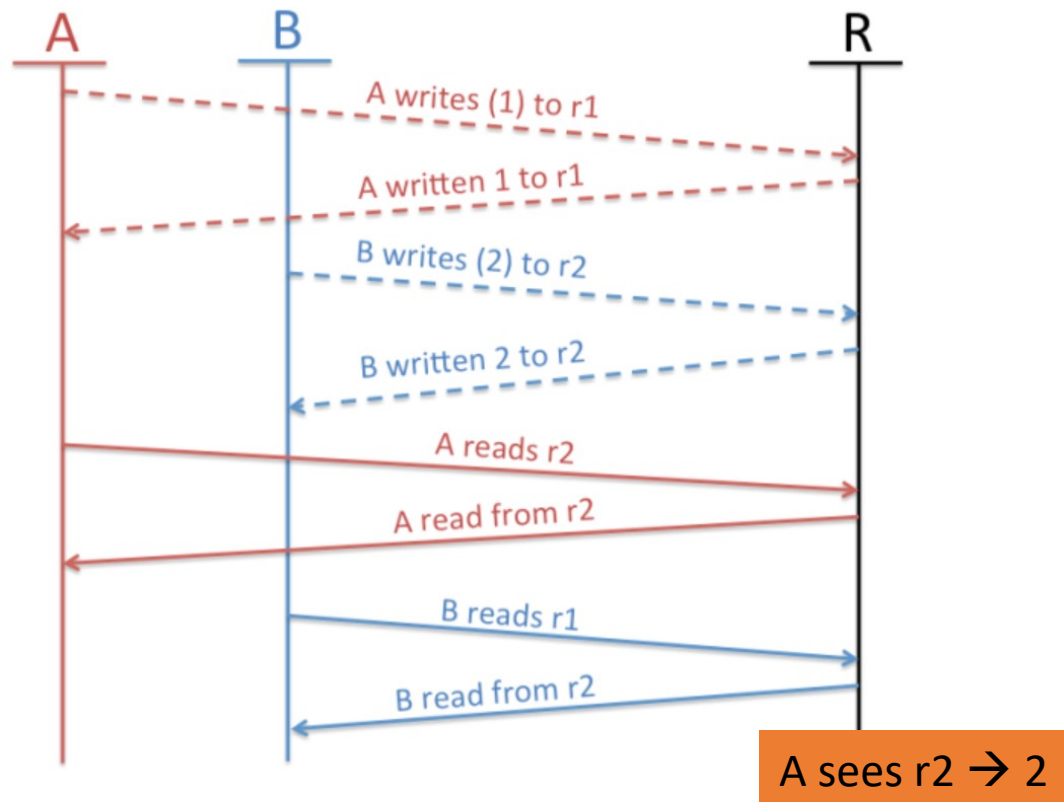 A
B
R
A writes (1) to r1
A written 1 to r1
B writes (2) to r2
B written 2 to r2
A reads r2
A read from r2
B reads r1
B read from r2
A sees r2 → 2